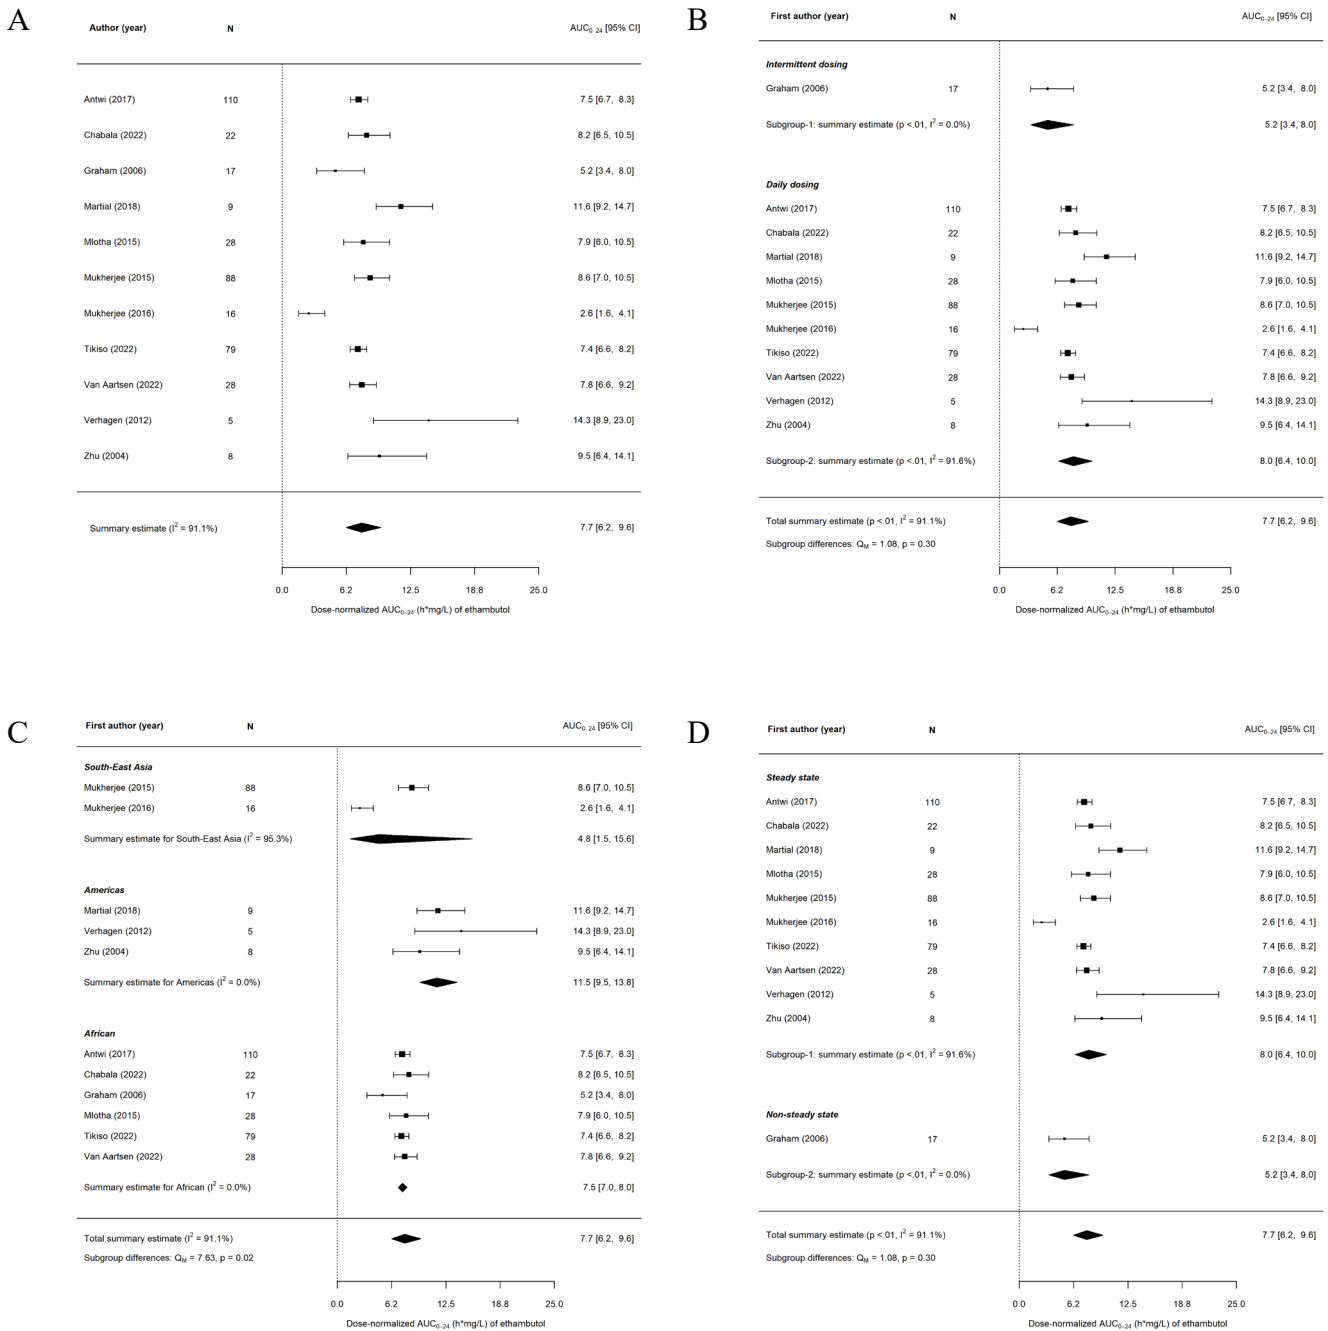 A
Author (year) N AUC0-24 [95% CI]
Antwi (2017) 110 7.5 [6.7, 8.3]
Chabala (2022) 22 8.2 [6.5, 10.5]
Graham (2006) 17 5.2 [3.4, 8.0]
Martial (2018) 9 11.6 [9.2, 14.7]
Mlotha (2015) 28 7.9 [6.0, 10.5]
Mukherjee (2015) 88 8.6 [7.0, 10.5]
Mukherjee (2016) 16 2.6 [1.6, 4.1]
Tikiso (2022) 79 7.4 [6.6, 8.2]
Van Aartsen (2022) 28 7.8 [6.6, 9.2]
Verhagen (2012) 5 14.3 [8.9, 23.0]
Zhu (2004) 8 9.5 [6.4, 14.1]
Summary estimate (I² = 91.1%) 7.7 [6.2, 9.6]
0.0 6.2 12.5 18.8 25.0
Dose-normalized AUC0-24 (h*mg/L) of ethambutol
B
First author (year) N AUC0-24 [95% CI]
Intermittent dosing
Graham (2006) 17 5.2 [3.4, 8.0]
Subgroup-1: summary estimate (p <.01, I² = 0.0%) 5.2 [3.4, 8.0]
Daily dosing
Antwi (2017) 110 7.5 [6.7, 8.3]
Chabala (2022) 22 8.2 [6.5, 10.5]
Martial (2018) 9 11.6 [9.2, 14.7]
Mlotha (2015) 28 7.9 [6.0, 10.5]
Mukherjee (2015) 88 8.6 [7.0, 10.5]
Mukherjee (2016) 16 2.6 [1.6, 4.1]
Tikiso (2022) 79 7.4 [6.6, 8.2]
Van Aartsen (2022) 28 7.8 [6.6, 9.2]
Verhagen (2012) 5 14.3 [8.9, 23.0]
Zhu (2004) 8 9.5 [6.4, 14.1]
Subgroup-2: summary estimate (p <.01, I² = 91.6%) 8.0 [6.4, 10.0]
Total summary estimate (p <.01, I² = 91.1%) 7.7 [6.2, 9.6]
Subgroup differences: QM = 1.08, p = 0.30
0.0 6.2 12.5 18.8 25.0
Dose-normalized AUC0-24 (h*mg/L) of ethambutol
C
First author (year) N AUC0-24 [95% CI]
South-East Asia
Mukherjee (2015) 88 8.6 [7.0, 10.5]
Mukherjee (2016) 16 2.6 [1.6, 4.1]
Summary estimate for South-East Asia (I² = 95.3%) 4.8 [1.5, 15.6]
Americas
Martial (2018) 9 11.6 [9.2, 14.7]
Verhagen (2012) 5 14.3 [8.9, 23.0]
Zhu (2004) 8 9.5 [6.4, 14.1]
Summary estimate for Americas (I² = 0.0%) 11.5 [9.5, 13.8]
African
Antwi (2017) 110 7.5 [6.7, 8.3]
Chabala (2022) 22 8.2 [6.5, 10.5]
Graham (2006) 17 5.2 [3.4, 8.0]
Mlotha (2015) 28 7.9 [6.0, 10.5]
Tikiso (2022) 79 7.4 [6.6, 8.2]
Van Aartsen (2022) 28 7.8 [6.6, 9.2]
Summary estimate for African (I² = 0.0%) 7.5 [7.0, 8.0]
Total summary estimate (I² = 91.1%) 7.7 [6.2, 9.6]
Subgroup differences: QM = 7.63, p = 0.02
0.0 6.2 12.5 18.8 25.0
Dose-normalized AUC0-24 (h*mg/L) of ethambutol
D
First author (year) N AUC0-24 [95% CI]
Steady state
Antwi (2017) 110 7.5 [6.7, 8.3]
Chabala (2022) 22 8.2 [6.5, 10.5]
Martial (2018) 9 11.6 [9.2, 14.7]
Mlotha (2015) 28 7.9 [6.0, 10.5]
Mukherjee (2015) 88 8.6 [7.0, 10.5]
Mukherjee (2016) 16 2.6 [1.6, 4.1]
Tikiso (2022) 79 7.4 [6.6, 8.2]
Van Aartsen (2022) 28 7.8 [6.6, 9.2]
Verhagen (2012) 5 14.3 [8.9, 23.0]
Zhu (2004) 8 9.5 [6.4, 14.1]
Subgroup-1: summary estimate (p <.01, I² = 91.6%) 8.0 [6.4, 10.0]
Non-steady state
Graham (2006) 17 5.2 [3.4, 8.0]
Subgroup-2: summary estimate (p <.01, I² = 0.0%) 5.2 [3.4, 8.0]
Total summary estimate (p <.01, I² = 91.1%) 7.7 [6.2, 9.6]
Subgroup differences: QM = 1.08, p = 0.30
0.0 6.2 12.5 18.8 25.0
Dose-normalized AUC0-24 (h*mg/L) of ethambutol